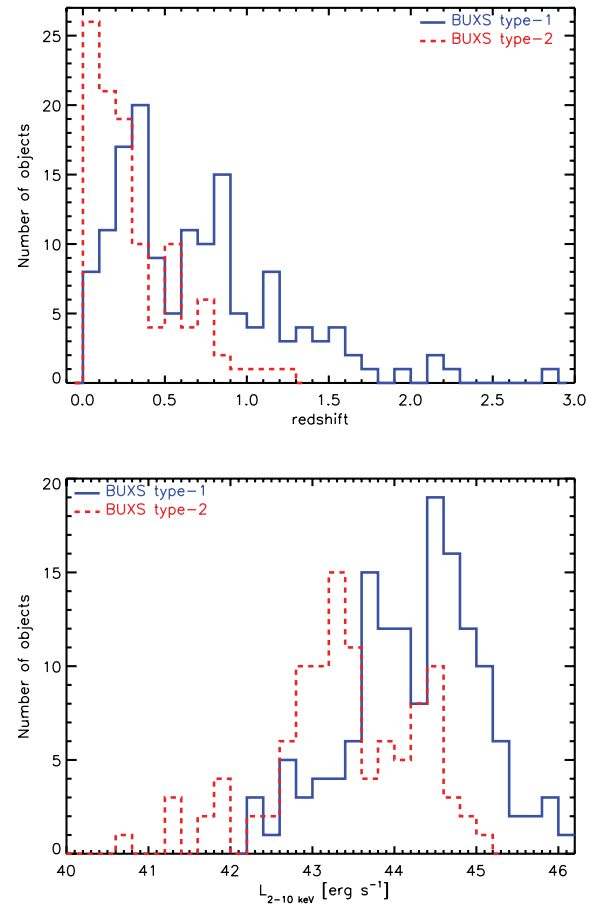 BUXS type-1
BUXS type-2
25
20
15
10
5
0
Number of objects
0.0 0.5 1.0 1.5 2.0 2.5 3.0
redshift
BUXS type-1
BUXS type-2
20
15
10
5
0
Number of objects
40 41 42 43 44 45 46
L2-10 keV [erg s−1]